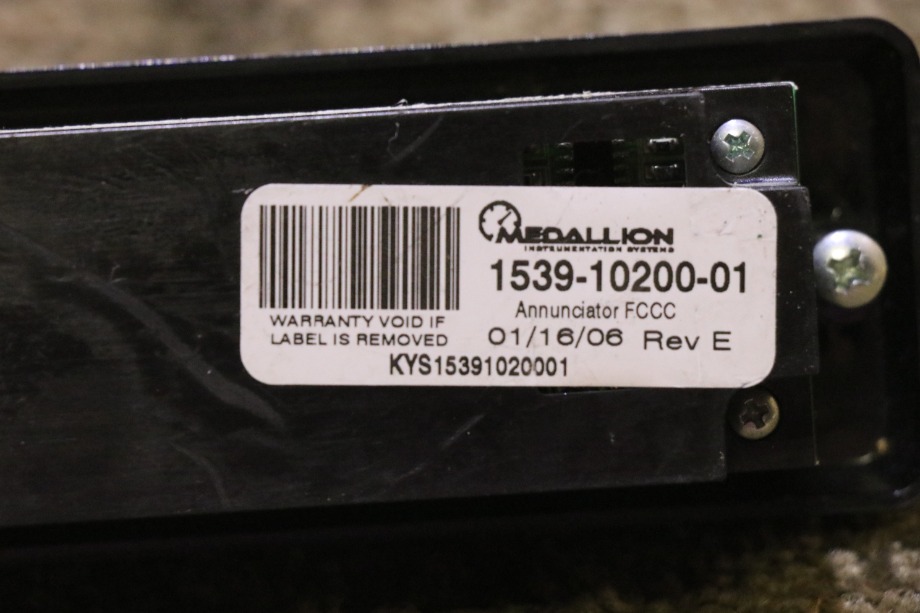 MEDALLION
INSTRUMENTATION SYSTEMS
1539-10200-01
Annunciator FCCC
01/16/06 Rev E
WARRANTY VOID IF
LABEL IS REMOVED
KYS15391020001